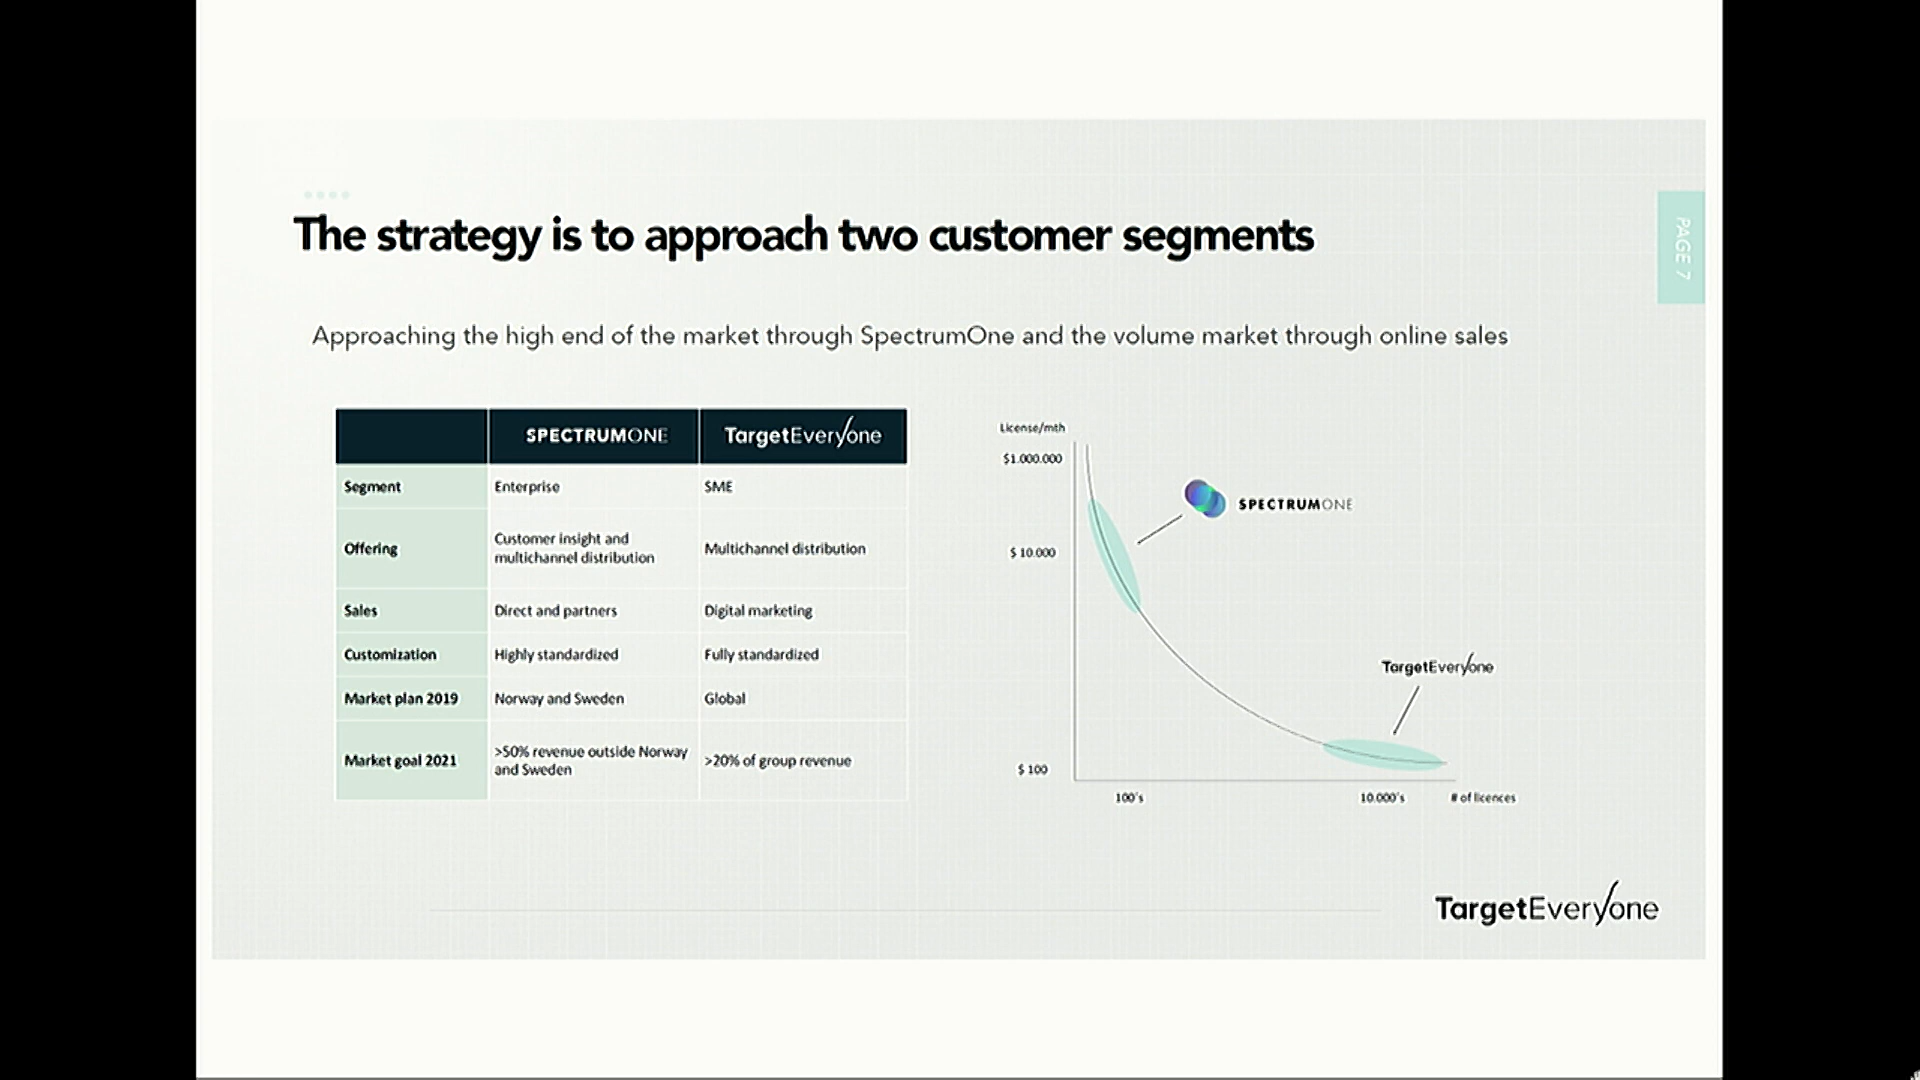 The strategy is to approach two customer segments
PAGE 7
Approaching the high end of the market through SpectrumOne and the volume market through online sales
SPECTRUMONE TargetEveryone
Segment Enterprise SME
Offering Customer insight and multichannel distribution Multichannel distribution
Sales Direct and partners Digital marketing
Customization Highly standardized Fully standardized
Market plan 2019 Norway and Sweden Global
Market goal 2021 >50% revenue outside Norway and Sweden >20% of group revenue
License/mth
$1.000.000
SPECTRUMONE
$ 10.000
TargetEveryone
$ 100
100's 10.000's # of licences
TargetEveryone